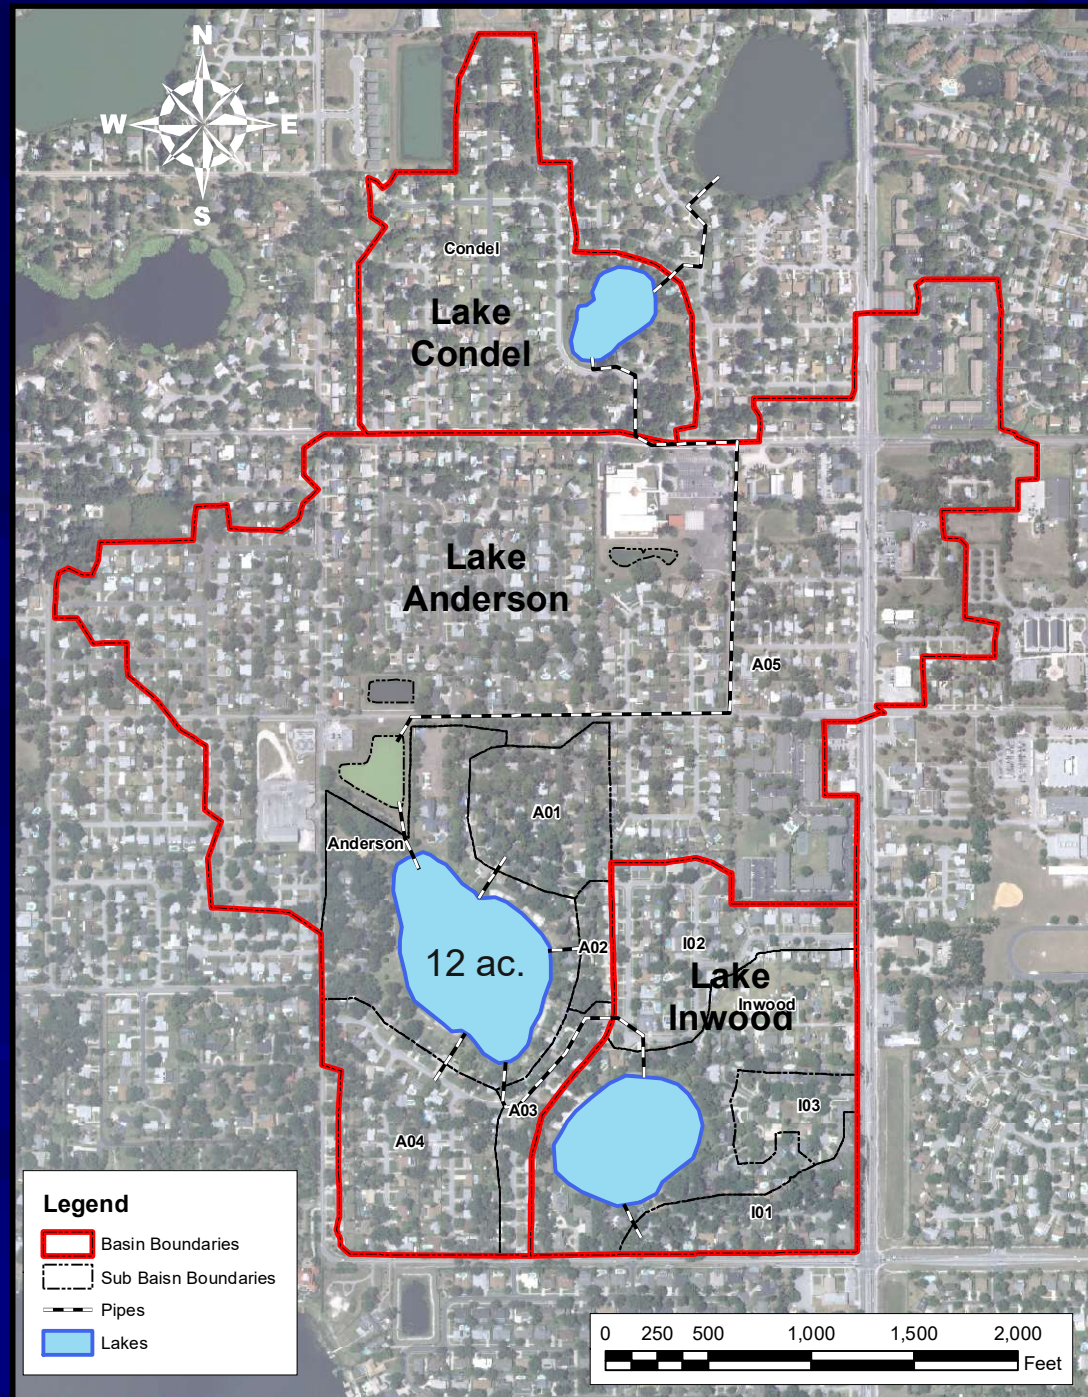 N
W
E
S
Condel
Lake
Condel
Lake
Anderson
A05
A01
Anderson
A02
12 ac.
I02
Lake
Inwood
Inwood
I03
A03
A04
I01
Legend
Basin Boundaries
Sub Baisn Boundaries
Pipes
Lakes
0 250 500 1,000 1,500 2,000
Feet